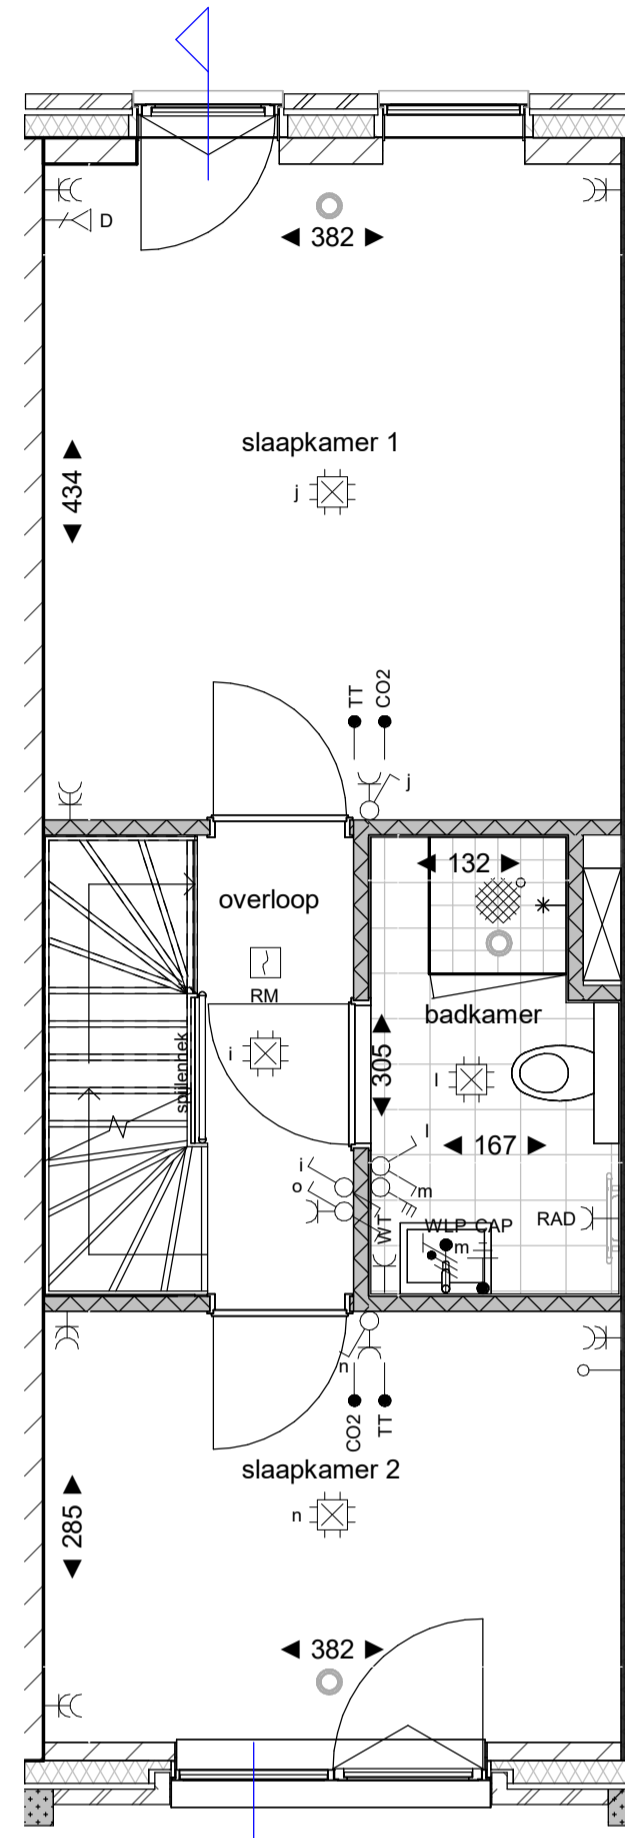 D
◄ 382 ►
slaapkamer 1
◄ 434 ►
j
TT
CO2
j
overloop
◄ 132 ►
RM
badkamer
spillenhek
i
◄ 305 ►
l
l
◄ 167 ►
i
o
m
WT
WLP
CAP
RAD
m
n
CO2
TT
slaapkamer 2
n
◄ 285 ►
◄ 382 ►